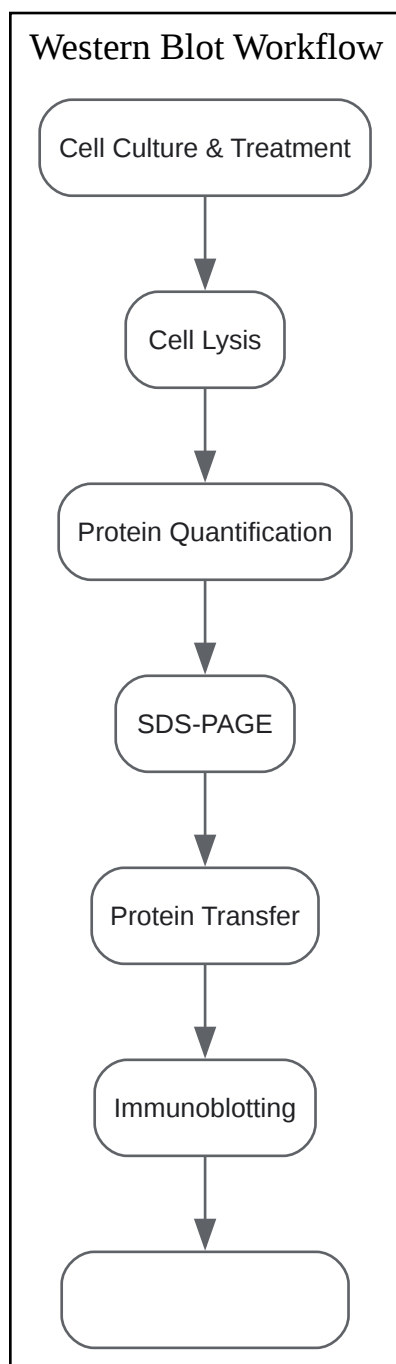 Western Blot Workflow
Cell Culture & Treatment
Cell Lysis
Protein Quantification
SDS-PAGE
Protein Transfer
Immunoblotting